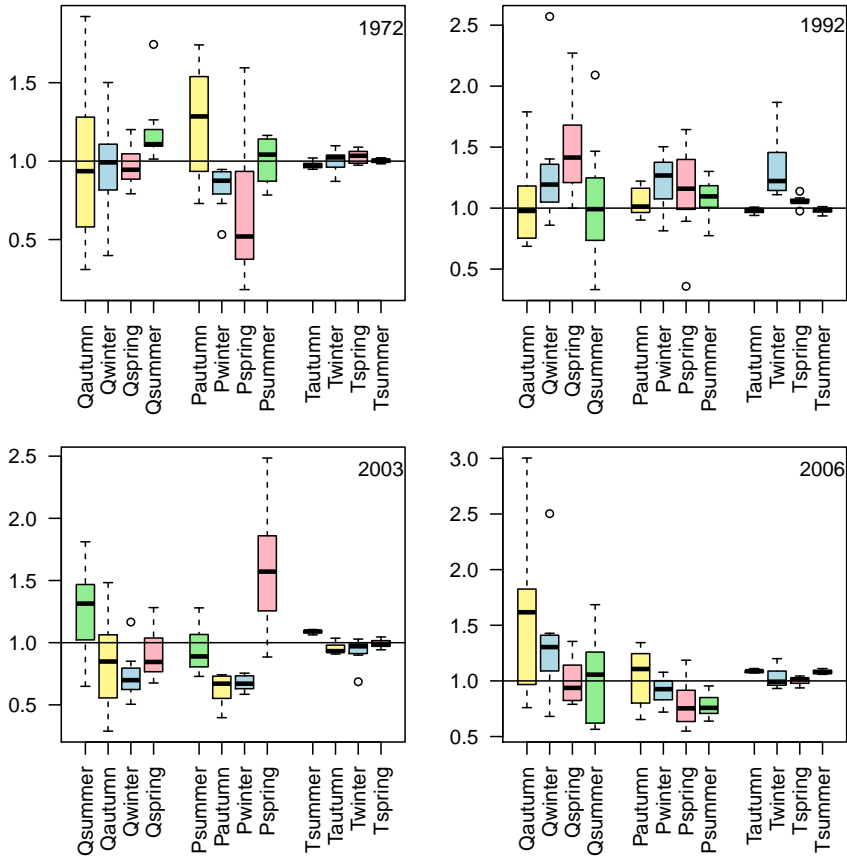 1972
1.5
1.0
0.5
Qautumn
Qwinter
Qspring
Qsummer
Pautumn
Pwinter
Pspring
Psummer
Tautumn
Twinter
Tspring
Tsummer
1992
2.5
2.0
1.5
1.0
0.5
Qautumn
Qwinter
Qspring
Qsummer
Pautumn
Pwinter
Pspring
Psummer
Tautumn
Twinter
Tspring
Tsummer
2003
2.5
2.0
1.5
1.0
0.5
Qsummer
Qautumn
Qwinter
Qspring
Psummer
Pautumn
Pwinter
Pspring
Tsummer
Tautumn
Twinter
Tspring
2006
3.0
2.5
2.0
1.5
1.0
0.5
Qautumn
Qwinter
Qspring
Qsummer
Pautumn
Pwinter
Pspring
Psummer
Tautumn
Twinter
Tspring
Tsummer